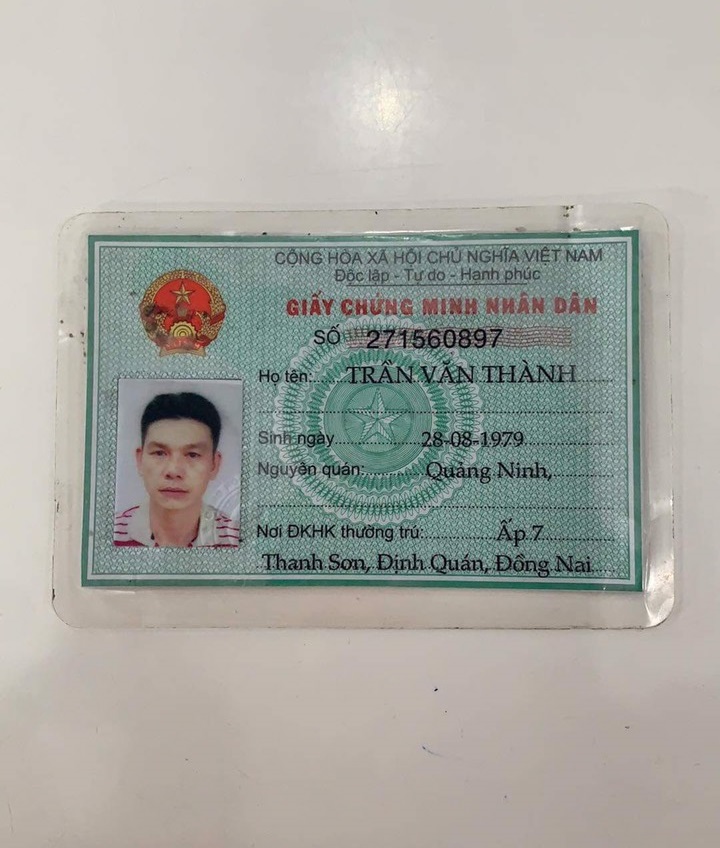 CỘNG HÒA XÃ HỘI CHỦ NGHĨA VIỆT NAM
Độc lập - Tự do - Hạnh phúc
GIẤY CHỨNG MINH NHÂN DÂN
SỐ 271560897
Họ tên: TRẦN VĂN THÀNH
Sinh ngày 28-08-1979
Nguyên quán: Quảng Ninh,
Nơi ĐKHK thường trú: Ấp 7
Thanh Sơn, Định Quán, Đồng Nai